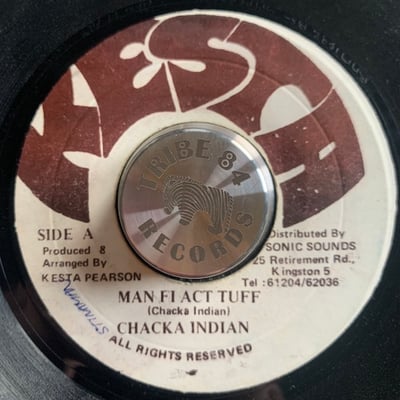 TRIBE 84
RECORDS
SIDE A
Produced &
Arranged By
KESTA PEARSON
Distributed By
SONIC SOUNDS
25 Retirement Rd.
Kingston 5
Tel :61204/62036
MAN FI ACT TUFF
(Chacka Indian)
CHACKA INDIAN
ALL RIGHTS RESERVED